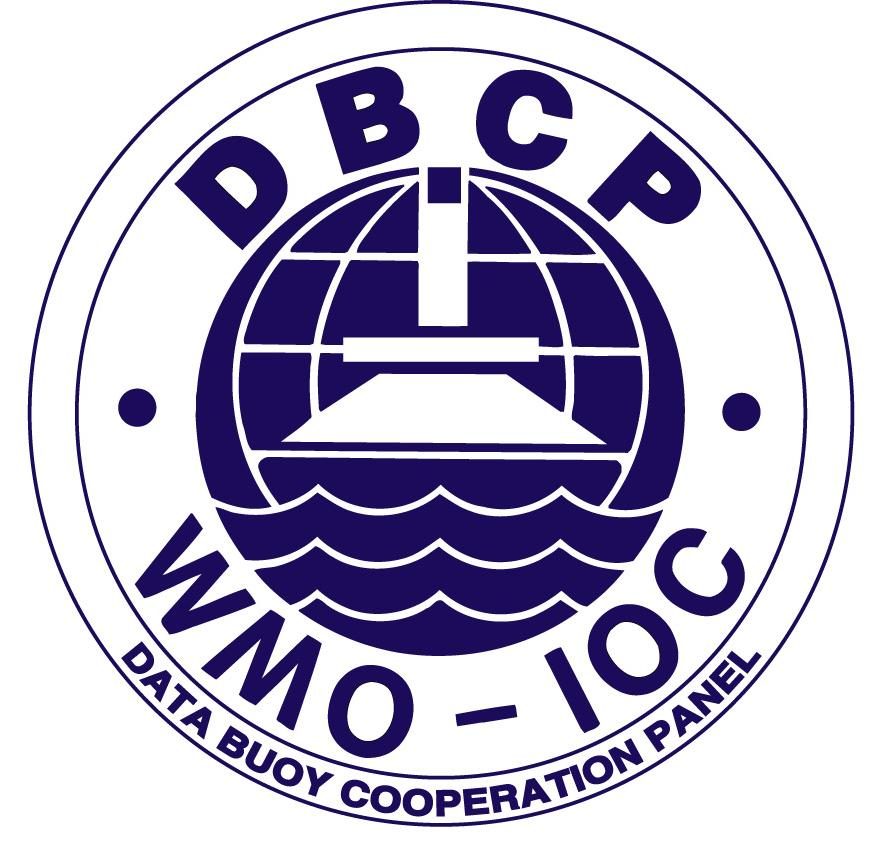 DBCP
WMO – IOC
DATA BUOY COOPERATION PANEL